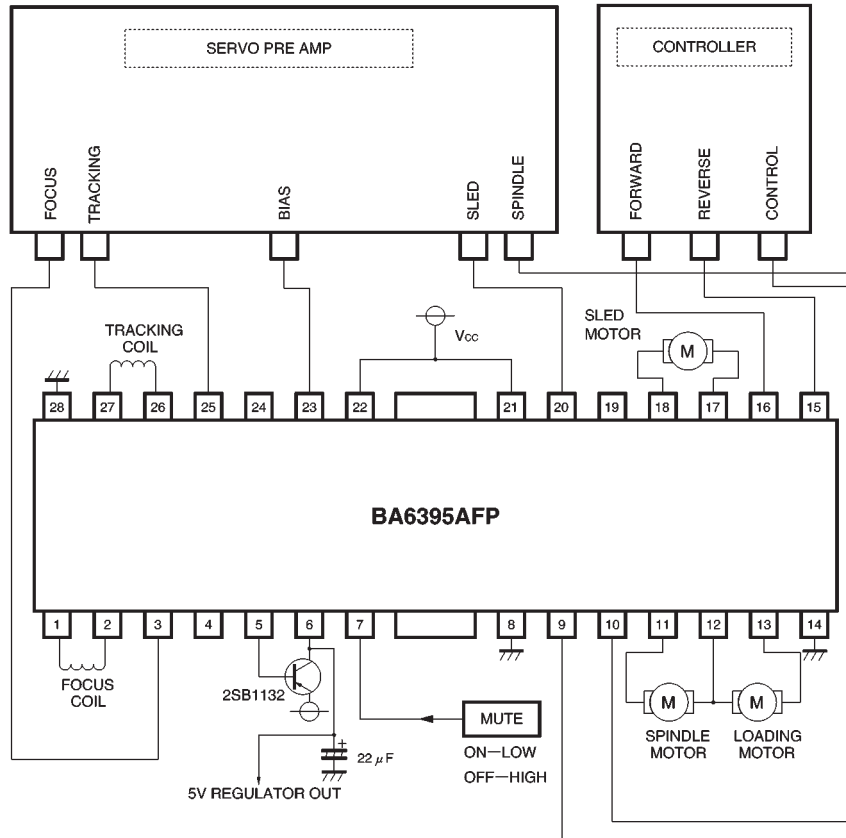 SERVO PRE AMP
CONTROLLER
FOCUS
TRACKING
BIAS
SLED
SPINDLE
FORWARD
REVERSE
CONTROL
TRACKING
COIL
Vcc
SLED
MOTOR
M
28
27
26
25
24
23
22
21
20
19
18
17
16
15
BA6395AFP
1
2
3
4
5
6
7
8
9
10
11
12
13
14
FOCUS
COIL
2SB1132
+
22μF
5V REGULATOR OUT
MUTE
ON—LOW
OFF—HIGH
M
M
SPINDLE
MOTOR
LOADING
MOTOR